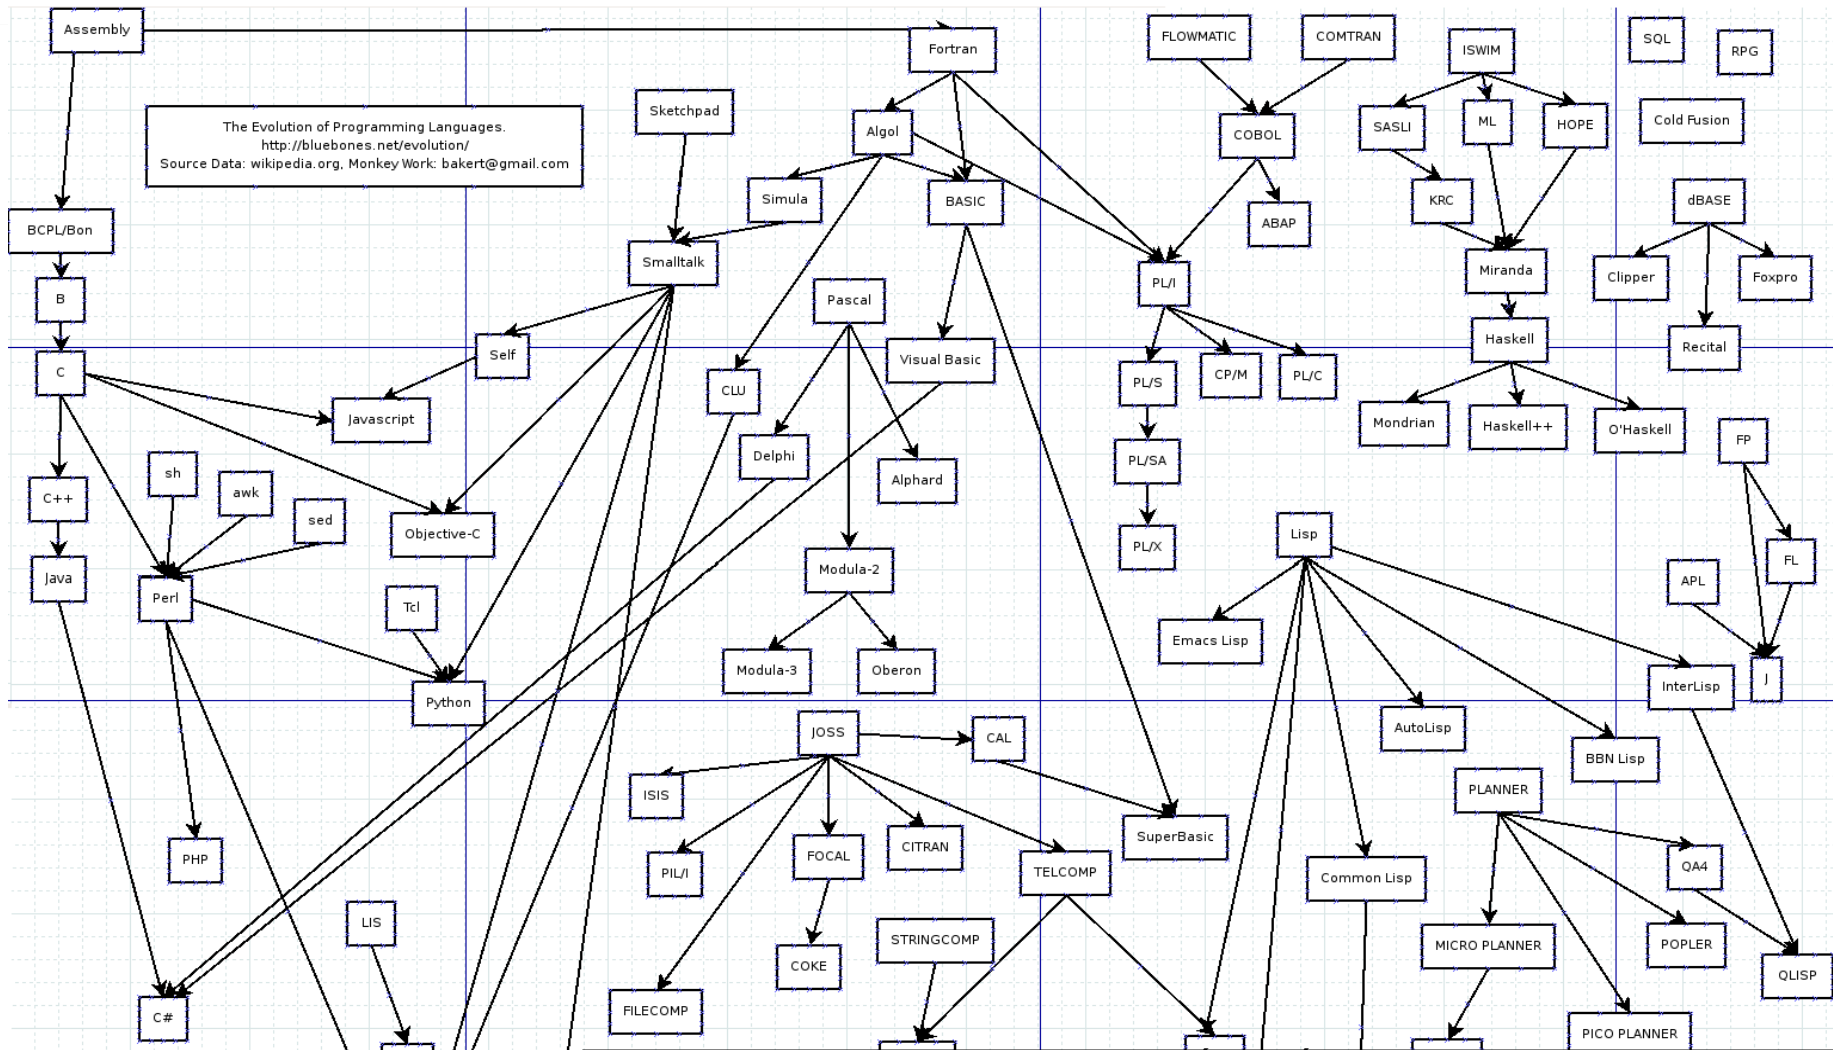 Assembly
Fortran
FLOWMATIC
COMTRAN
ISWIM
SQL
RPG
The Evolution of Programming Languages.
http://bluebones.net/evolution/
Source Data: wikipedia.org, Monkey Work: bakert@gmail.com
Sketchpad
Algol
COBOL
SASLI
ML
HOPE
Cold Fusion
Simula
BASIC
ABAP
KRC
dBASE
BCPL/Bon
Smalltalk
PL/I
Miranda
Clipper
Foxpro
B
Pascal
Haskell
Recital
Self
Visual Basic
C
CLU
PL/S
CP/M
PL/C
Javascript
Mondrian
Haskell++
O'Haskell
FP
sh
awk
sed
Delphi
Alphard
PL/SA
C++
Objective-C
PL/X
Lisp
FL
Java
Perl
Tcl
Modula-2
APL
Emacs Lisp
Modula-3
Oberon
InterLisp
J
Python
JOSS
CAL
AutoLisp
BBN Lisp
ISIS
PLANNER
SuperBasic
PHP
PIL/I
FOCAL
CITRAN
TELCOMP
Common Lisp
QA4
LIS
STRINGCOMP
MICRO PLANNER
POPLER
COKE
QLISP
C#
FILECOMP
PICO PLANNER